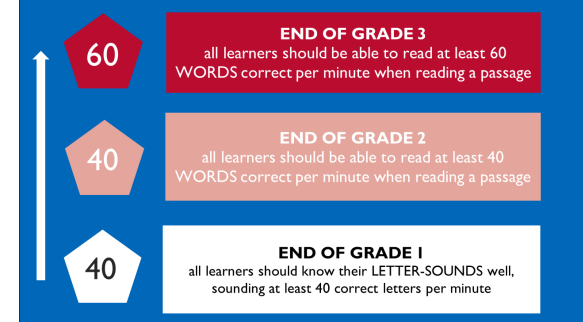 60
END OF GRADE 3
all learners should be able to read at least 60
WORDS correct per minute when reading a passage
40
END OF GRADE 2
all learners should be able to read at least 40
WORDS correct per minute when reading a passage
40
END OF GRADE 1
all learners should know their LETTER-SOUNDS well,
sounding at least 40 correct letters per minute